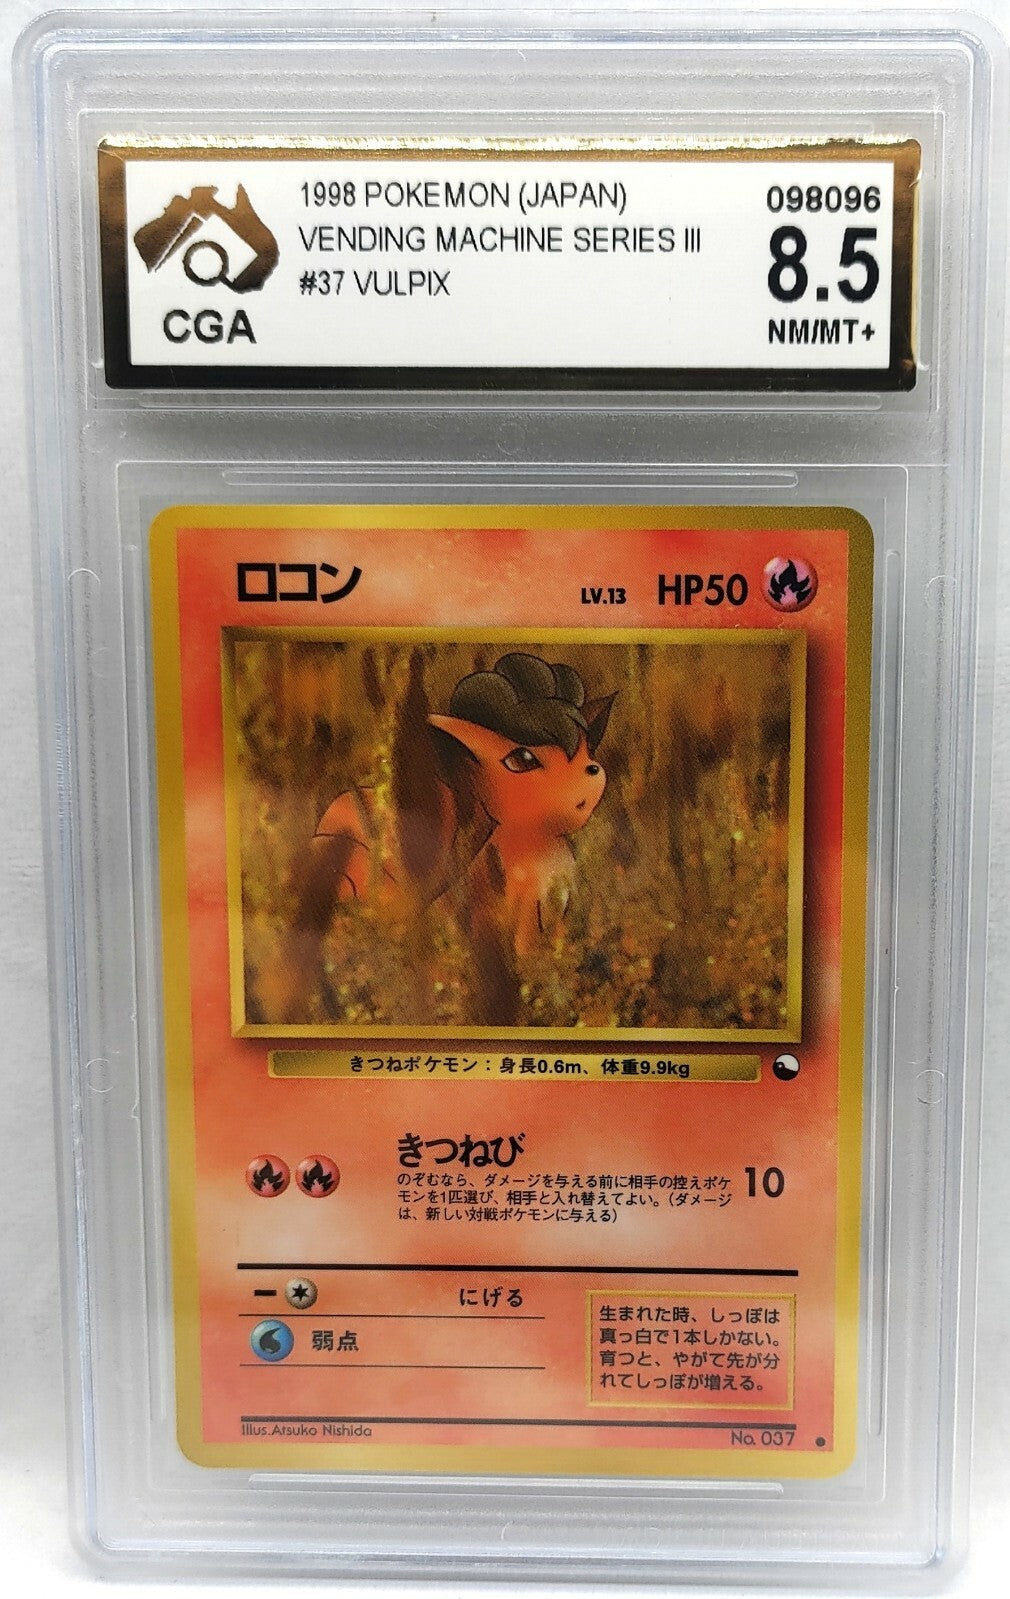 1998 POKEMON (JAPAN)
VENDING MACHINE SERIES III
#37 VULPIX
098096
8.5
NM/MT+
CGA
ロコン
LV.13 HP50
きつねポケモン：身長0.6m、体重9.9kg
きつねび
のぞむなら、ダメージを与える前に相手の控えポケ
モンを1匹選び、相手と入れ替えてよい。（ダメージ
は、新しい対戦ポケモンに与える）
10
にげる
弱点
生まれた時、しっぽは
真っ白で1本しかない。
育つと、やがて先が分
れてしっぽが増える。
Illus.Atsuko Nishida
No. 037